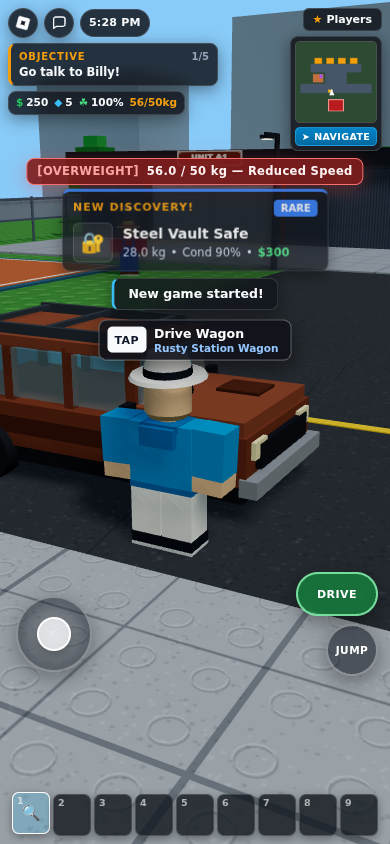 5:28 PM
★ Players
OBJECTIVE 1/5
Go talk to Billy!
$ 250 5 100% 56/50kg
➤ NAVIGATE
UNIT A1
[OVERWEIGHT] 56.0 / 50 kg — Reduced Speed
NEW DISCOVERY! RARE
Steel Vault Safe
28.0 kg • Cond 90% • $300
New game started!
TAP Drive Wagon
Rusty Station Wagon
DRIVE
JUMP
1 2 3 4 5 6 7 8 9